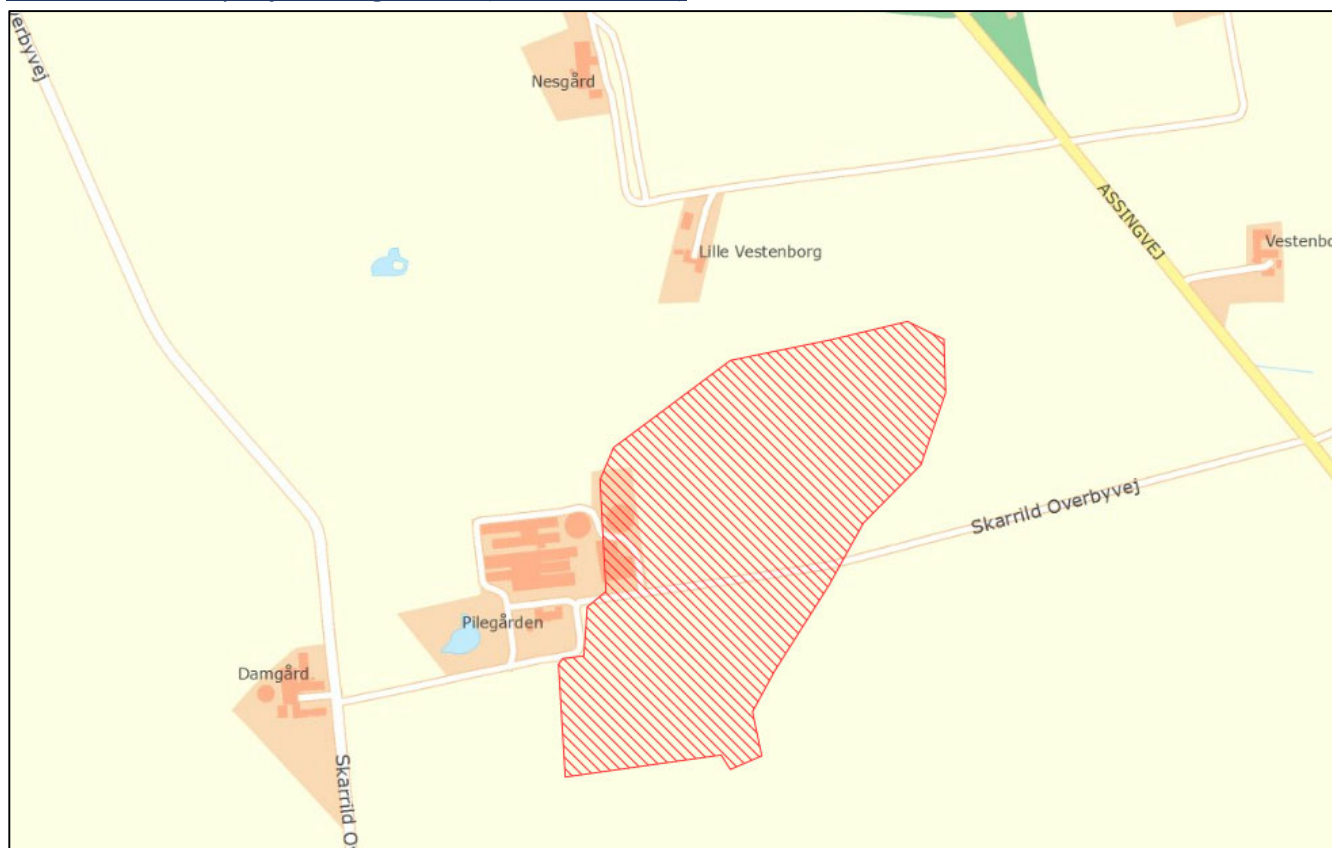 erbyvej
Nesgård
ASSINGVEJ
Lille Vestenborg
Vestenbo
Skarrild Overbyvej
Pilegården
Damgård
Skarrild O